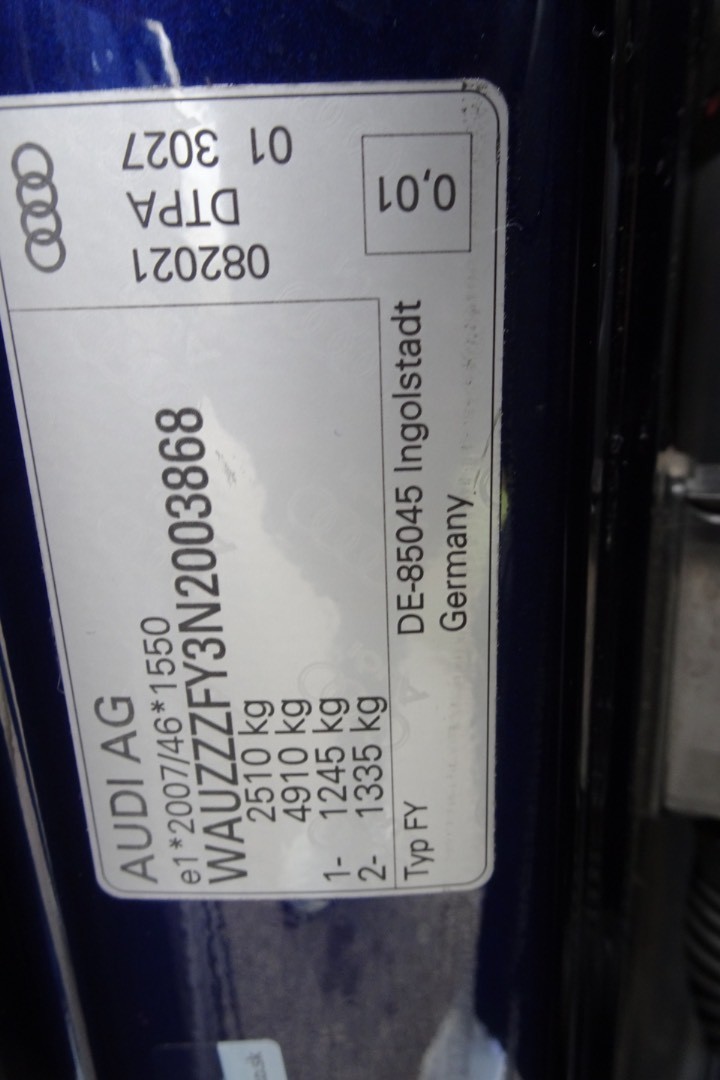 AUDI AG
e1*2007/46*1550
WAUZZZFY3N2003868
2510 kg
4910 kg
1- 1245 kg
2- 1335 kg
Typ FY
DE-85045 Ingolstadt
Germany
082021
DTPA
01 3027
0,01